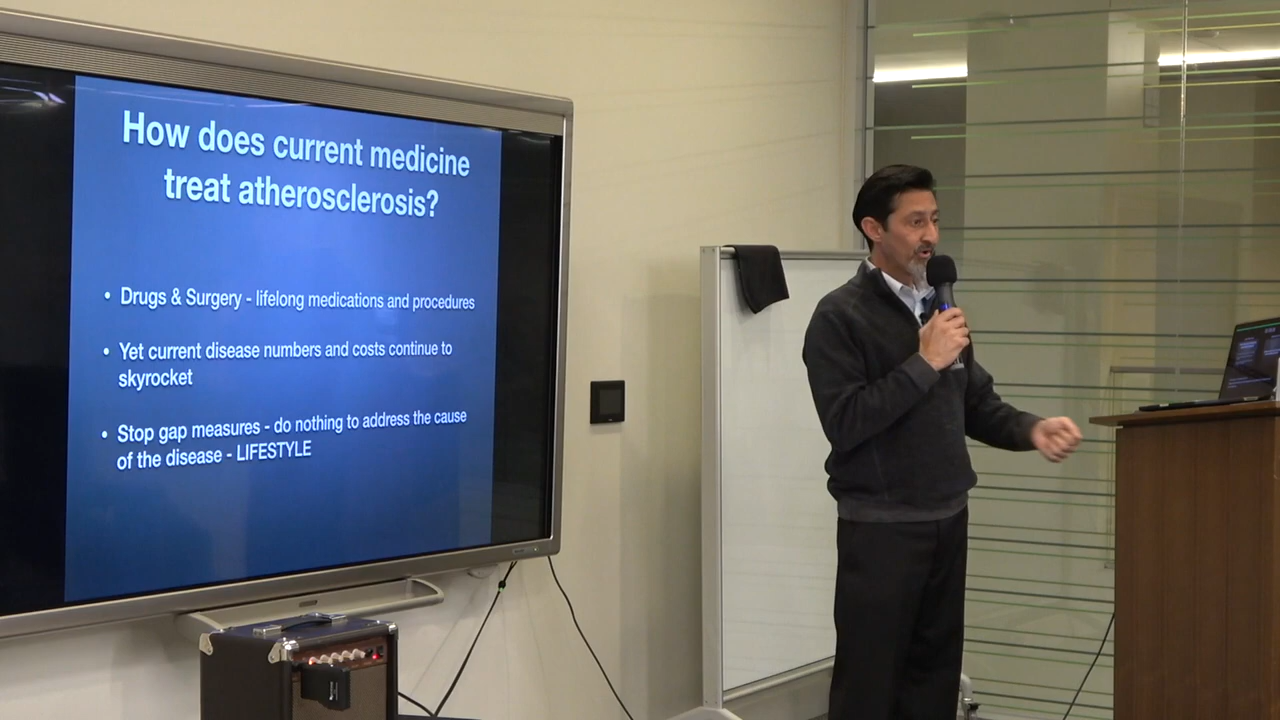 How does current medicine
treat atherosclerosis?
• Drugs & Surgery - lifelong medications and procedures
• Yet current disease numbers and costs continue to
skyrocket
• Stop gap measures - do nothing to address the cause
of the disease - LIFESTYLE